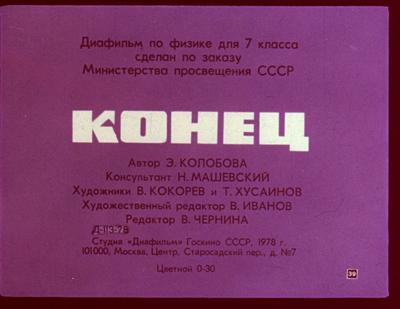 Диафильм по физике для 7 класса
сделан по заказу
Министерства просвещения СССР
КОНЕЦ
Автор Э. КОЛОБОВА
Консультант Н. МАШЕВСКИЙ
Художники В. КОКОРЕВ и Т. ХУСАИНОВ
Художественный редактор В. ИВАНОВ
Редактор В. ЧЕРНИНА
Студия «Диафильм» Госкино СССР, 1978 г.
101000, Москва, Центр, Старосадский пер., д. №7
Цветной 0-30
39